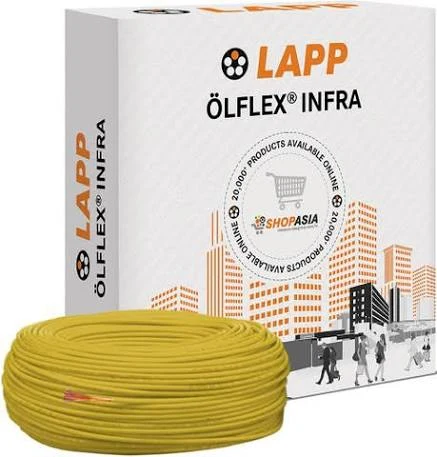 LAPP
ÖLFLEX® INFRA
20,000+ PRODUCTS AVAILABLE ONLINE
SHOPASIA
20,000+ PRODUCTS AVAILABLE ONLINE
LAPP
ÖLFLEX® INFRA